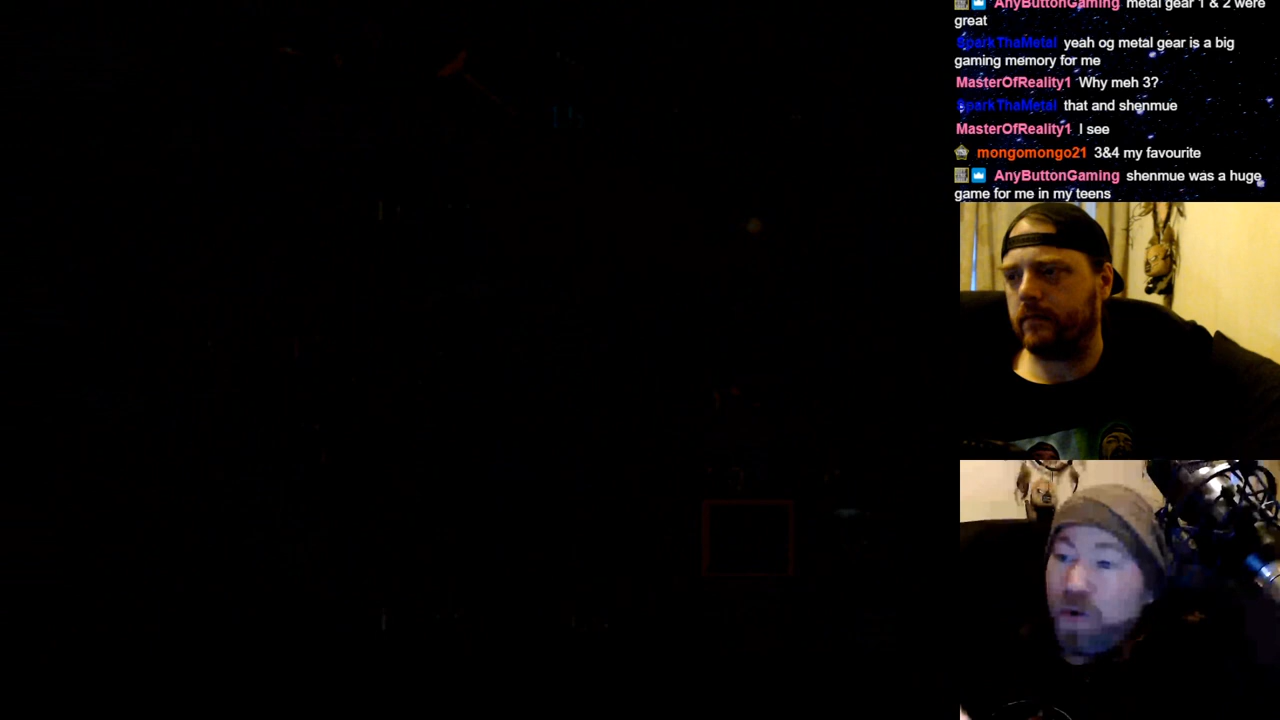 AnyButtonGaming metal gear 1 & 2 were
great
SparkThaMetal yeah og metal gear is a big
gaming memory for me
MasterOfReality1 Why meh 3?
SparkThaMetal that and shenmue
MasterOfReality1 I see
mongomongo21 3&4 my favourite
AnyButtonGaming shenmue was a huge
game for me in my teens